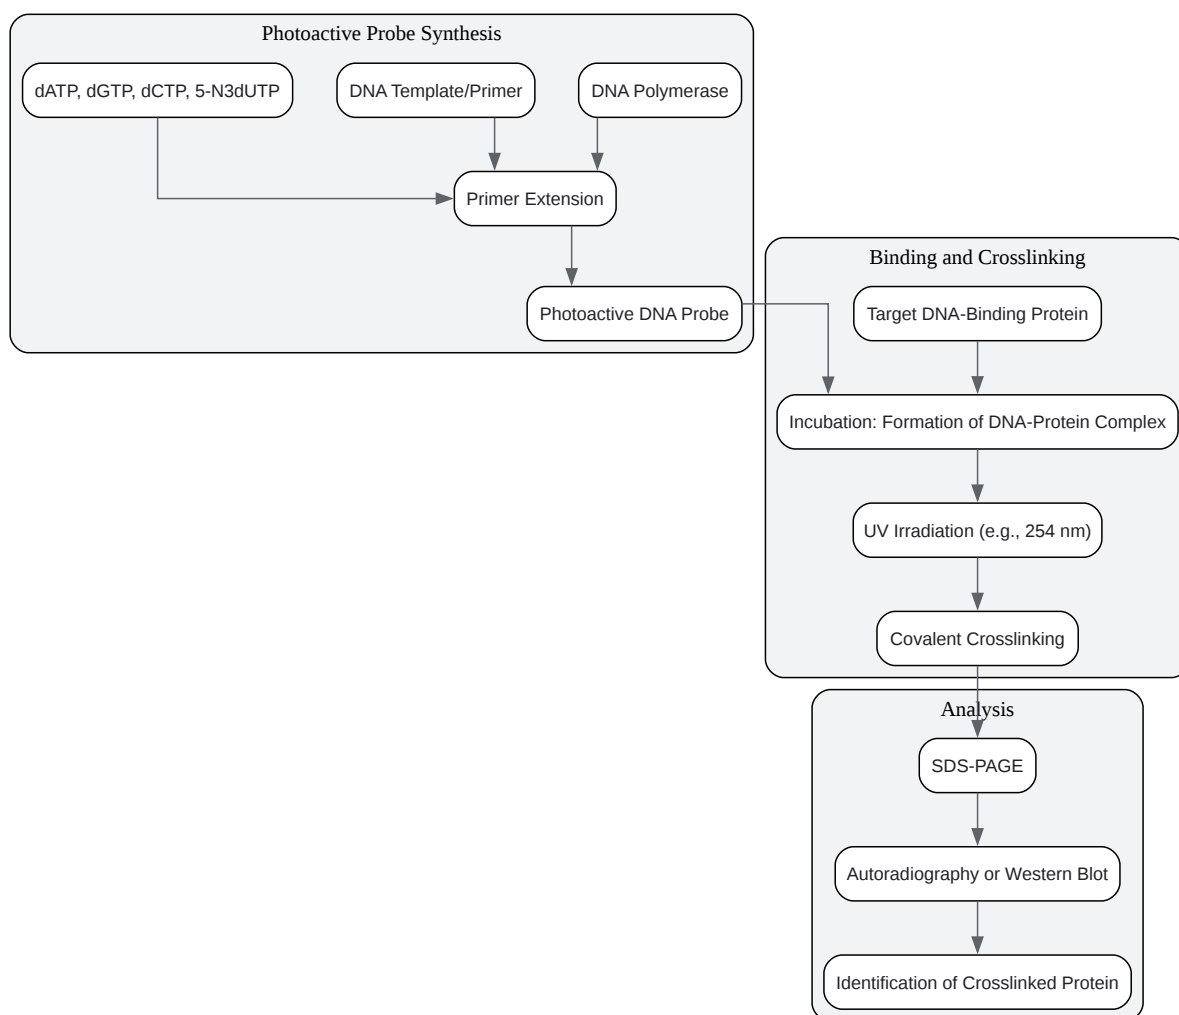 Photoactive Probe Synthesis
dATP, dGTP, dCTP, 5-N3dUTP
DNA Template/Primer
DNA Polymerase
Primer Extension
Photoactive DNA Probe
Binding and Crosslinking
Target DNA-Binding Protein
Incubation: Formation of DNA-Protein Complex
UV Irradiation (e.g., 254 nm)
Covalent Crosslinking
Analysis
SDS-PAGE
Autoradiography or Western Blot
Identification of Crosslinked Protein